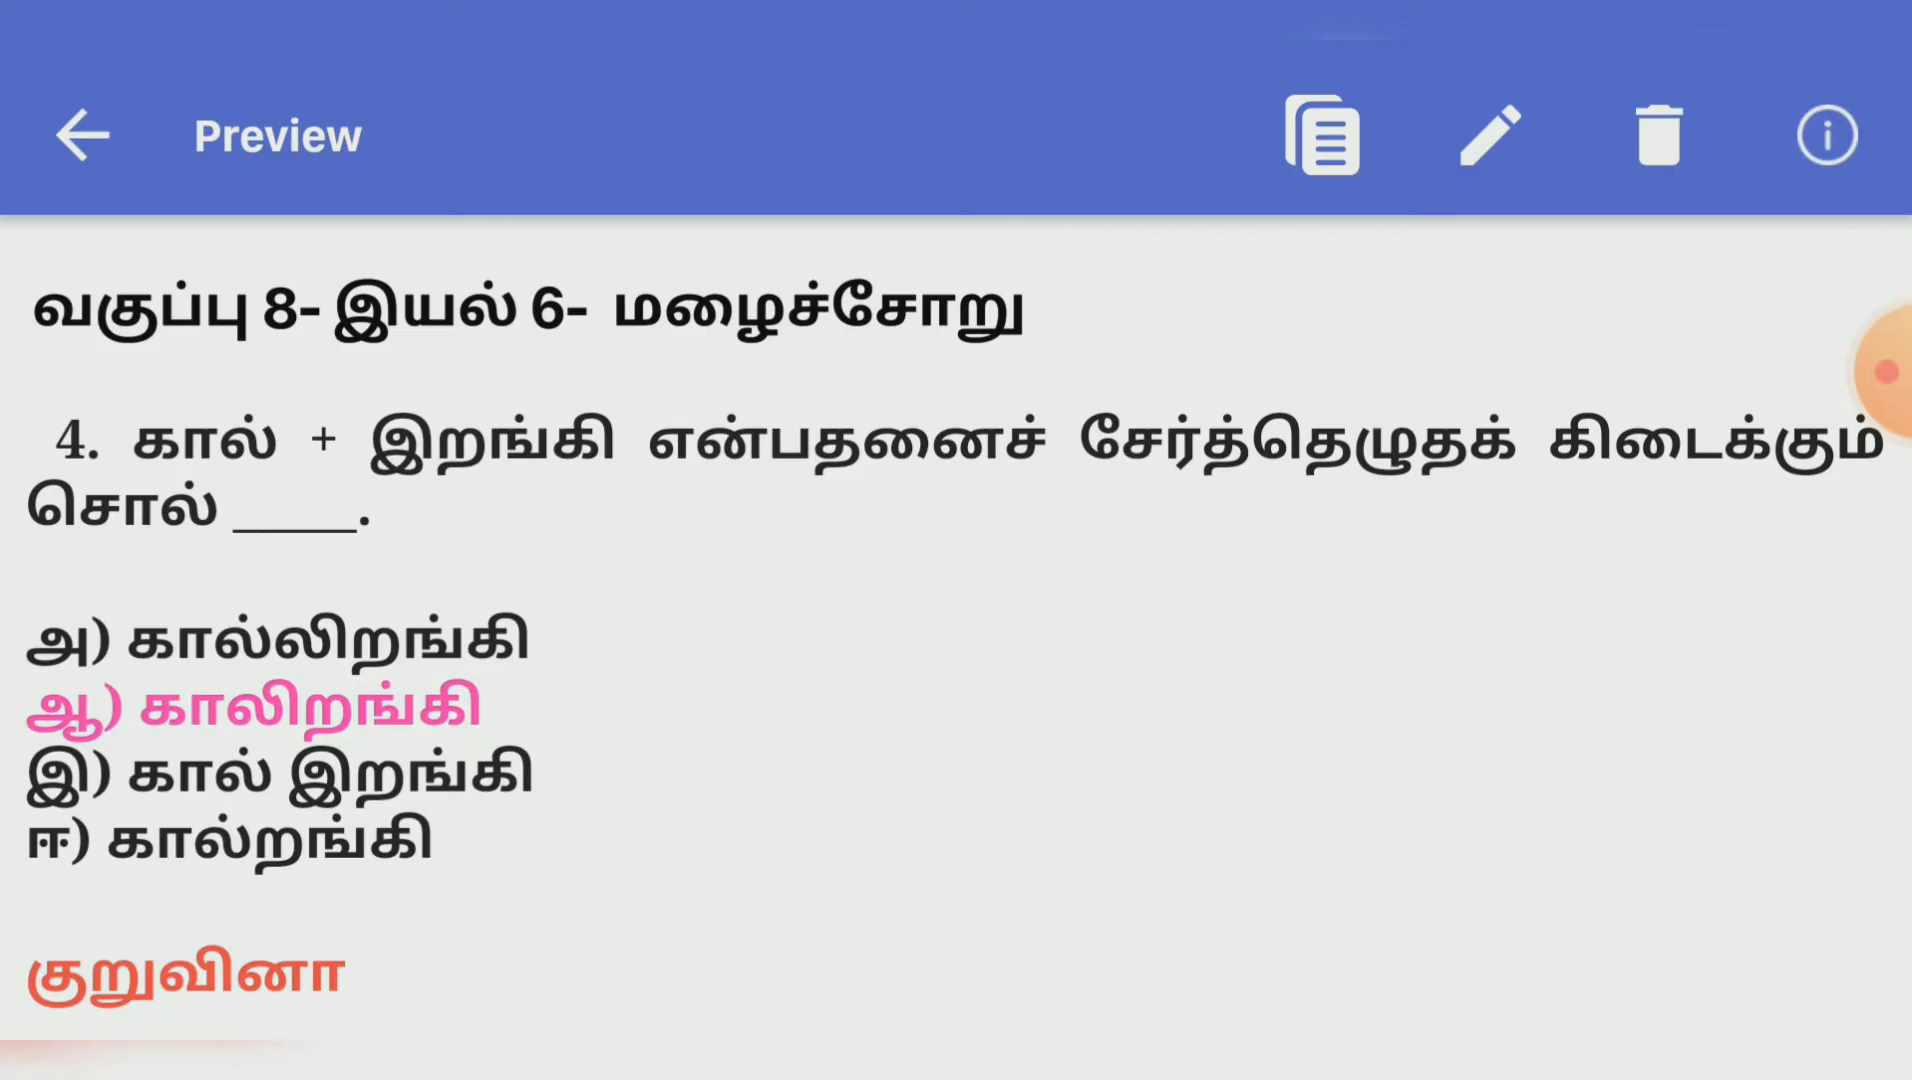 Preview
வகுப்பு 8- இயல் 6- மழைச்சோறு
4. கால் + இறங்கி என்பதனைச் சேர்த்தெழுதக் கிடைக்கும்
சொல் _____.
அ) கால்லிறங்கி
ஆ) காலிறங்கி
இ) கால் இறங்கி
ஈ) கால்றங்கி
குறுவினா